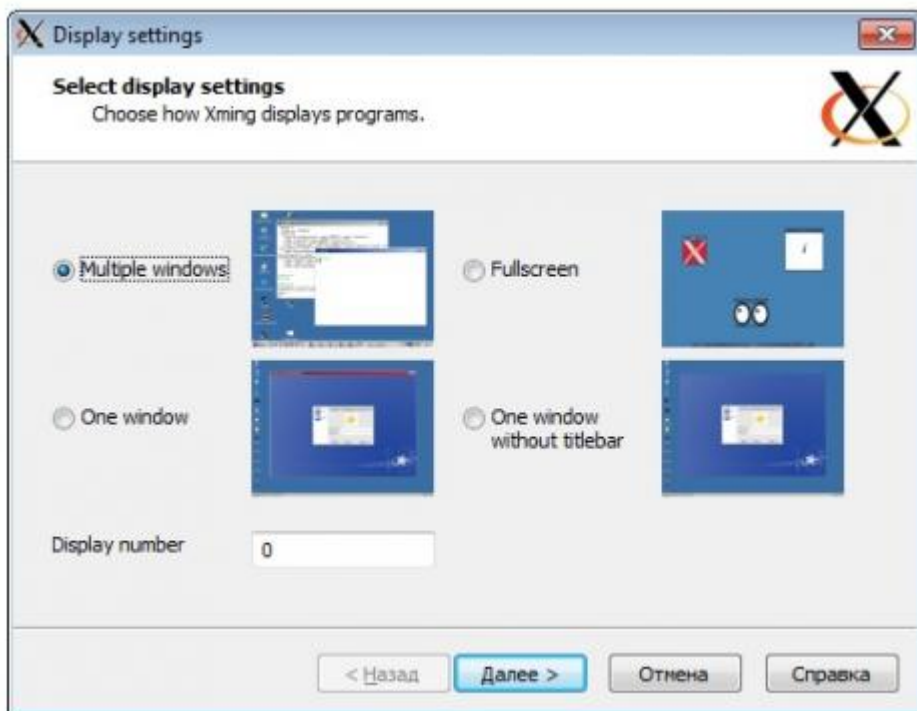 Display settings
Select display settings
Choose how Xming displays programs.
Multiple windows
Fullscreen
One window
One window
without titlebar
Display number
0
< Назад
Далее >
Отмена
Справка